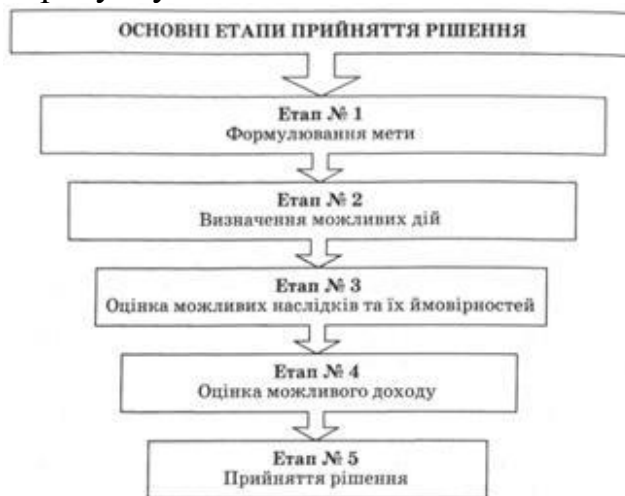 ОСНОВНІ ЕТАПИ ПРИЙНЯТТЯ РІШЕННЯ
Етап № 1
Формулювання мети
Етап № 2
Визначення можливих дій
Етап № 3
Оцінка можливих наслідків та їх ймовірностей
Етап № 4
Оцінка можливого доходу
Етап № 5
Прийняття рішення